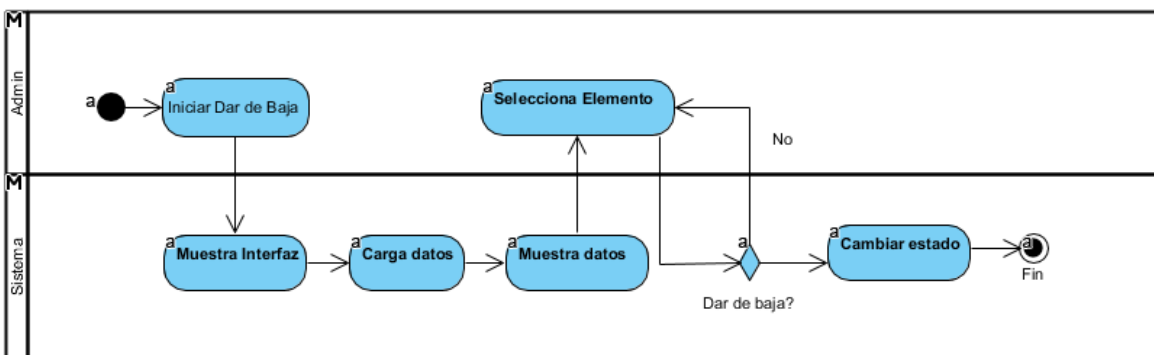 M
Admin
a
a
Iniciar Dar de Baja
a
Selecciona Elemento
No
M
Sistema
a
Muestra Interfaz
a
Carga datos
a
Muestra datos
a
Dar de baja?
a
Cambiar estado
a
Fin